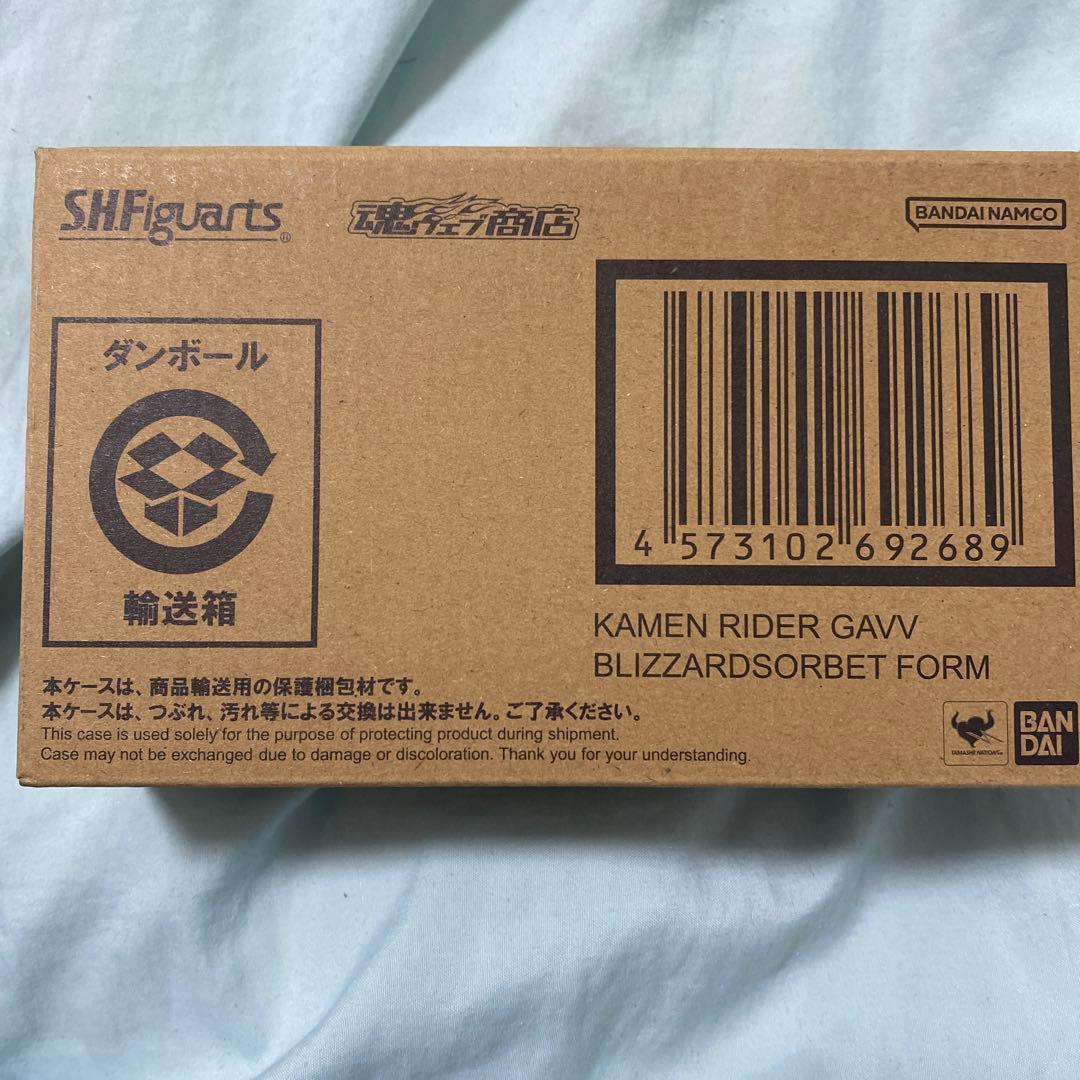 S.H.Figuarts®
魂ウェブ商店
BANDAI NAMCO
ダンボール
輸送箱
4 573102 692689
KAMEN RIDER GAVV
BLIZZARDSORBET FORM
本ケースは、商品輸送用の保護梱包材です。
本ケースは、つぶれ、汚れ等による交換は出来ません。ご了承ください。
This case is used solely for the purpose of protecting product during shipment.
Case may not be exchanged due to damage or discoloration. Thank you for your understanding.
TAMASHII NATIONS
BAN
DAI